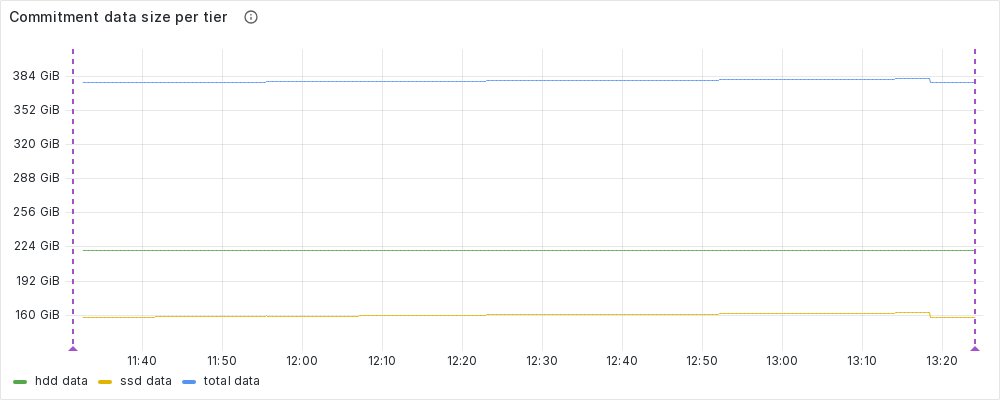 Commitment data size per tier
384 GiB
352 GiB
320 GiB
288 GiB
256 GiB
224 GiB
192 GiB
160 GiB
11:40 11:50 12:00 12:10 12:20 12:30 12:40 12:50 13:00 13:10 13:20
hdd data ssd data total data